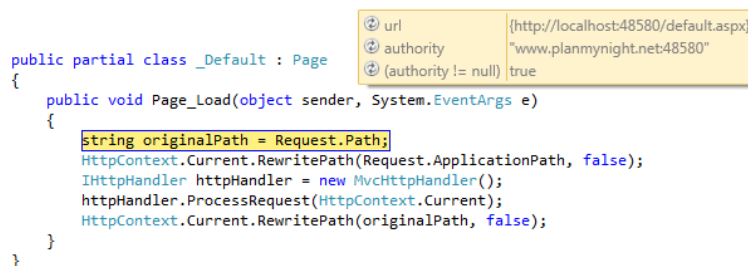 url {http://localhost:48580/default.aspx}
authority "www.planmynight.net:48580"
(authority != null) true
public partial class _Default : Page
{
    public void Page_Load(object sender, System.EventArgs e)
    {
        string originalPath = Request.Path;
        HttpContext.Current.RewritePath(Request.ApplicationPath, false);
        IHttpHandler httpHandler = new MvcHttpHandler();
        httpHandler.ProcessRequest(HttpContext.Current);
        HttpContext.Current.RewritePath(originalPath, false);
    }
}